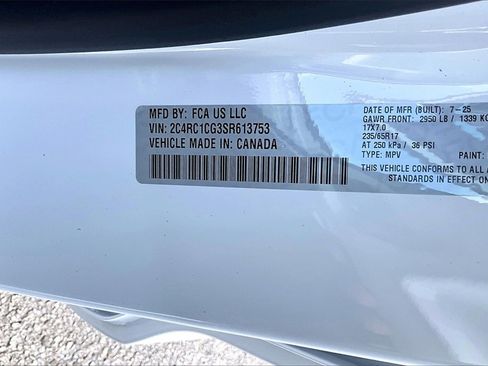 MFD BY: FCA US LLC
VIN: 2C4RC1CG3SR613753
VEHICLE MADE IN: CANADA
DATE OF MFR (BUILT): 7-25
GAWR FRONT: 2950 LB / 1339 KG
17X7.0
235/65R17
AT 250 kPa / 36 PSI
TYPE: MPV PAINT:
THIS VEHICLE CONFORMS TO ALL
STANDARDS IN EFFECT ON